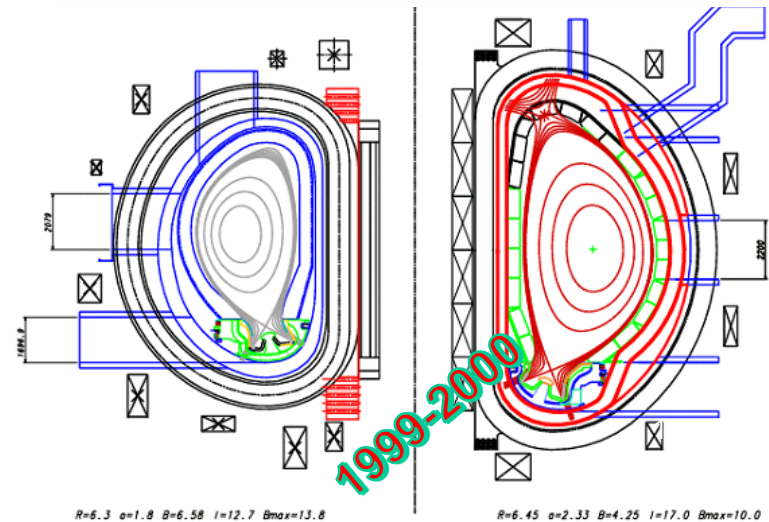 2079
1696.9
2200
1999-2000
R=6.3 a=1.8 B=6.58 I=12.7 Bmax=13.8
R=6.45 a=2.33 B=4.25 I=17.0 Bmax=10.0